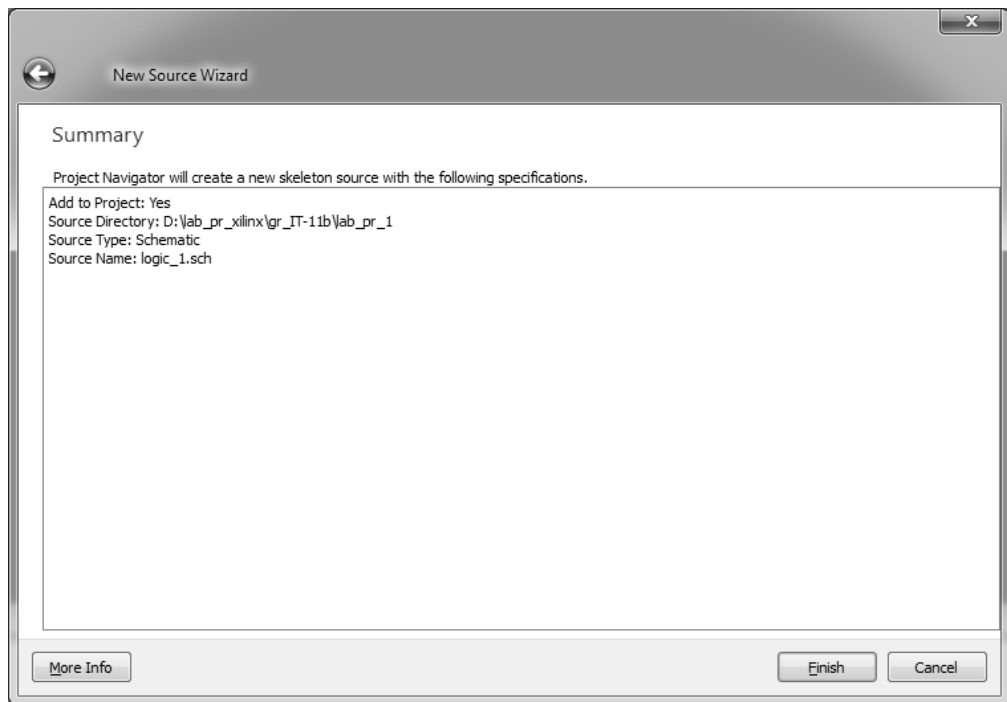 New Source Wizard
Summary
Project Navigator will create a new skeleton source with the following specifications.
Add to Project: Yes
Source Directory: D:\lab_pr_xilinx\gr_IT-11b\lab_pr_1
Source Type: Schematic
Source Name: logic_1.sch
More Info Finish Cancel